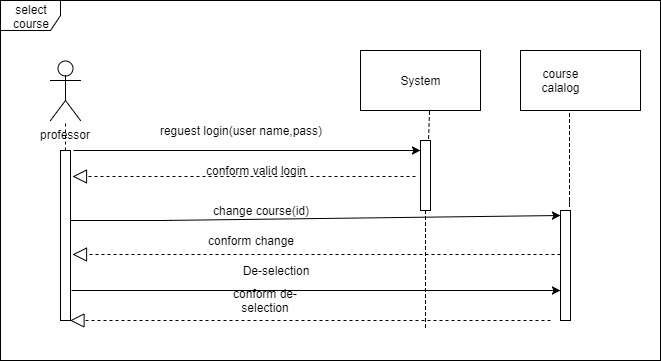 select
course
System
course
calalog
professor
reguest login(user name,pass)
conform valid login
change course(id)
conform change
De-selection
conform de-
selection